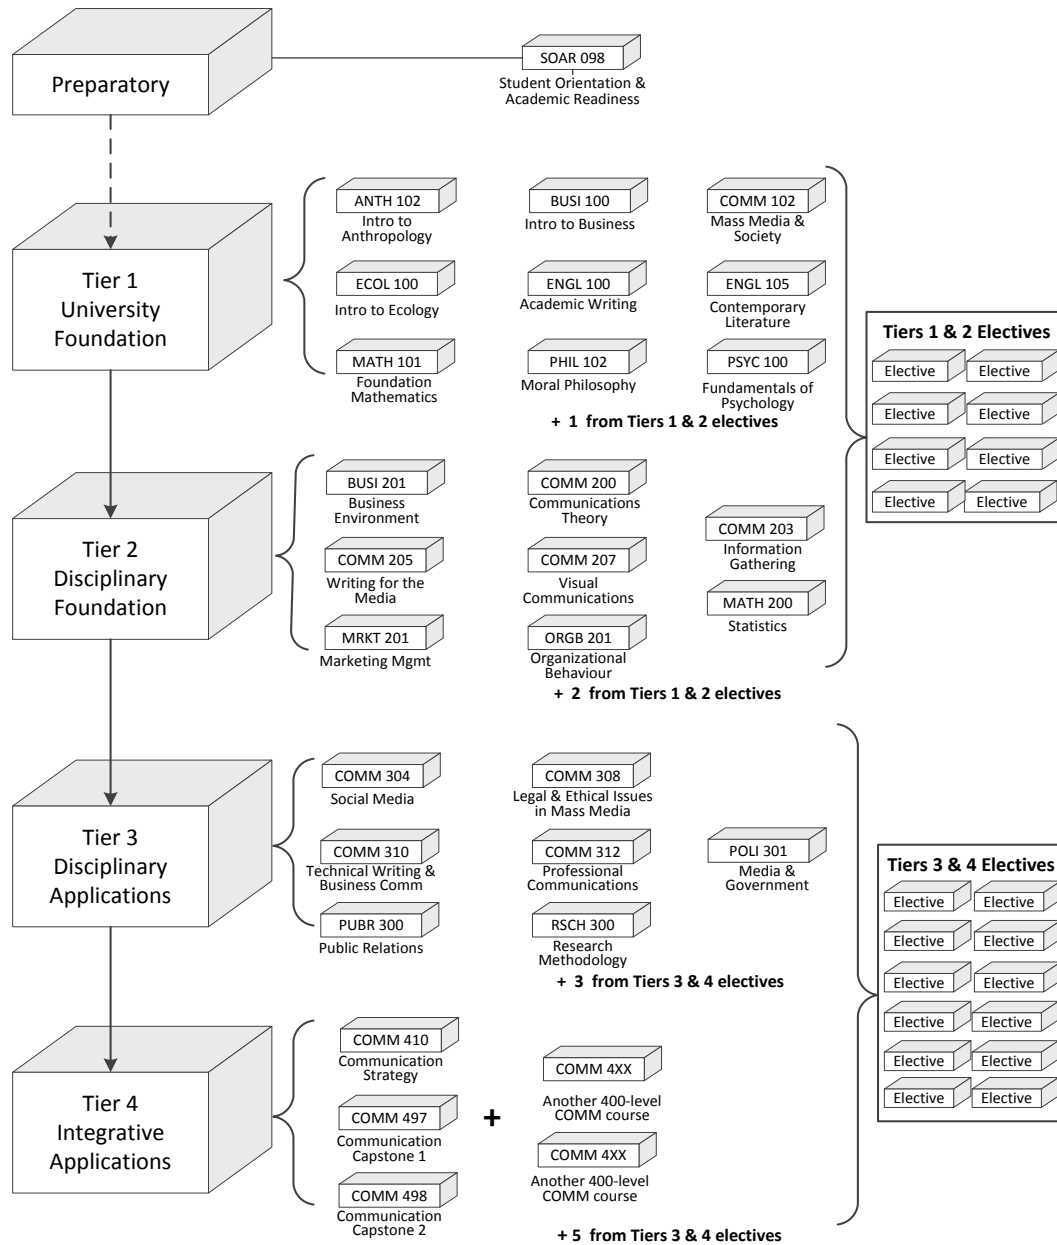 Preparatory
SOAR 098
Student Orientation &
Academic Readiness
Tier 1
University
Foundation
ANTH 102
Intro to
Anthropology
BUSI 100
Intro to Business
COMM 102
Mass Media &
Society
ECOL 100
Intro to Ecology
ENGL 100
Academic Writing
ENGL 105
Contemporary
Literature
MATH 101
Foundation
Mathematics
PHIL 102
Moral Philosophy
PSYC 100
Fundamentals of
Psychology
+ 1 from Tiers 1 & 2 electives
Tiers 1 & 2 Electives
Elective
Elective
Elective
Elective
Elective
Elective
Elective
Elective
Tier 2
Disciplinary
Foundation
BUSI 201
Business
Environment
COMM 200
Communications
Theory
COMM 203
Information
Gathering
COMM 205
Writing for the
Media
COMM 207
Visual
Communications
MATH 200
Statistics
MRKT 201
Marketing Mgmt
ORGB 201
Organizational
Behaviour
+ 2 from Tiers 1 & 2 electives
Tier 3
Disciplinary
Applications
COMM 304
Social Media
COMM 308
Legal & Ethical Issues
in Mass Media
COMM 310
Technical Writing &
Business Comm
COMM 312
Professional
Communications
POLI 301
Media &
Government
PUBR 300
Public Relations
RSCH 300
Research
Methodology
+ 3 from Tiers 3 & 4 electives
Tiers 3 & 4 Electives
Elective
Elective
Elective
Elective
Elective
Elective
Elective
Elective
Elective
Elective
Elective
Elective
Tier 4
Integrative
Applications
COMM 410
Communication
Strategy
COMM 497
Communication
Capstone 1
COMM 498
Communication
Capstone 2
+
COMM 4XX
Another 400-level
COMM course
COMM 4XX
Another 400-level
COMM course
+ 5 from Tiers 3 & 4 electives